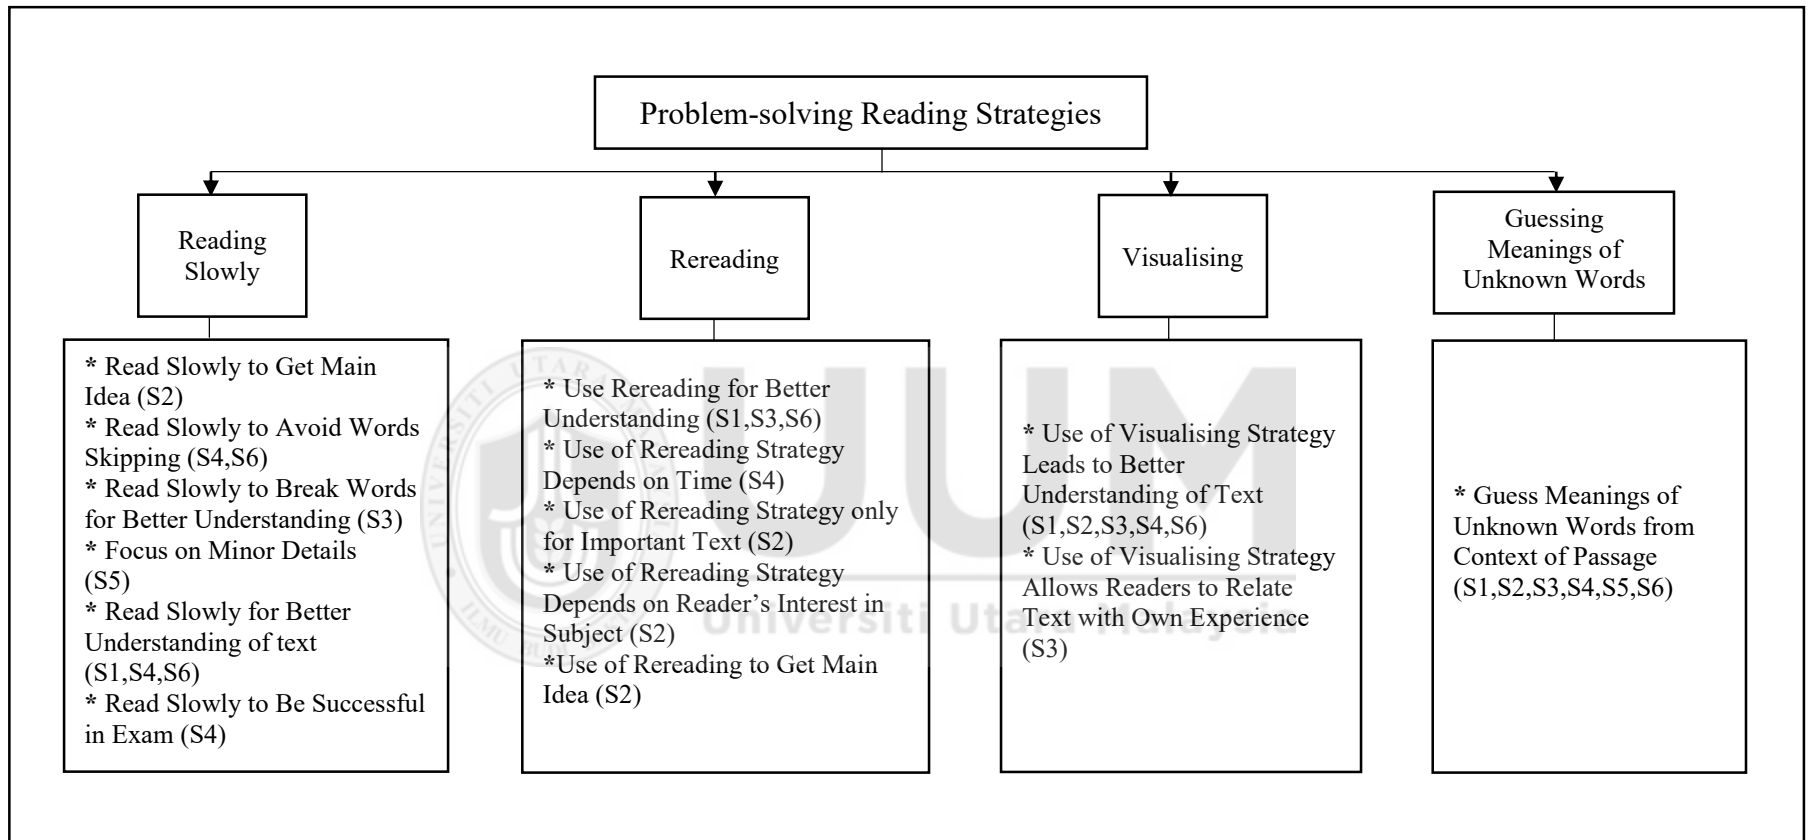 Problem-solving Reading Strategies
Reading
Slowly
Rereading
Visualising
Guessing
Meanings of
Unknown Words
* Read Slowly to Get Main
Idea (S2)
* Read Slowly to Avoid Words
Skipping (S4,S6)
* Read Slowly to Break Words
for Better Understanding (S3)
* Focus on Minor Details
(S5)
* Read Slowly for Better
Understanding of text
(S1,S4,S6)
* Read Slowly to Be Successful
in Exam (S4)
* Use Rereading for Better
Understanding (S1,S3,S6)
* Use of Rereading Strategy
Depends on Time (S4)
* Use of Rereading Strategy only
for Important Text (S2)
* Use of Rereading Strategy
Depends on Reader’s Interest in
Subject (S2)
*Use of Rereading to Get Main
Idea (S2)
* Use of Visualising Strategy
Leads to Better
Understanding of Text
(S1,S2,S3,S4,S6)
* Use of Visualising Strategy
Allows Readers to Relate
Text with Own Experience
(S3)
* Guess Meanings of
Unknown Words from
Context of Passage
(S1,S2,S3,S4,S5,S6)
UUM
Universiti Utara Malaysia